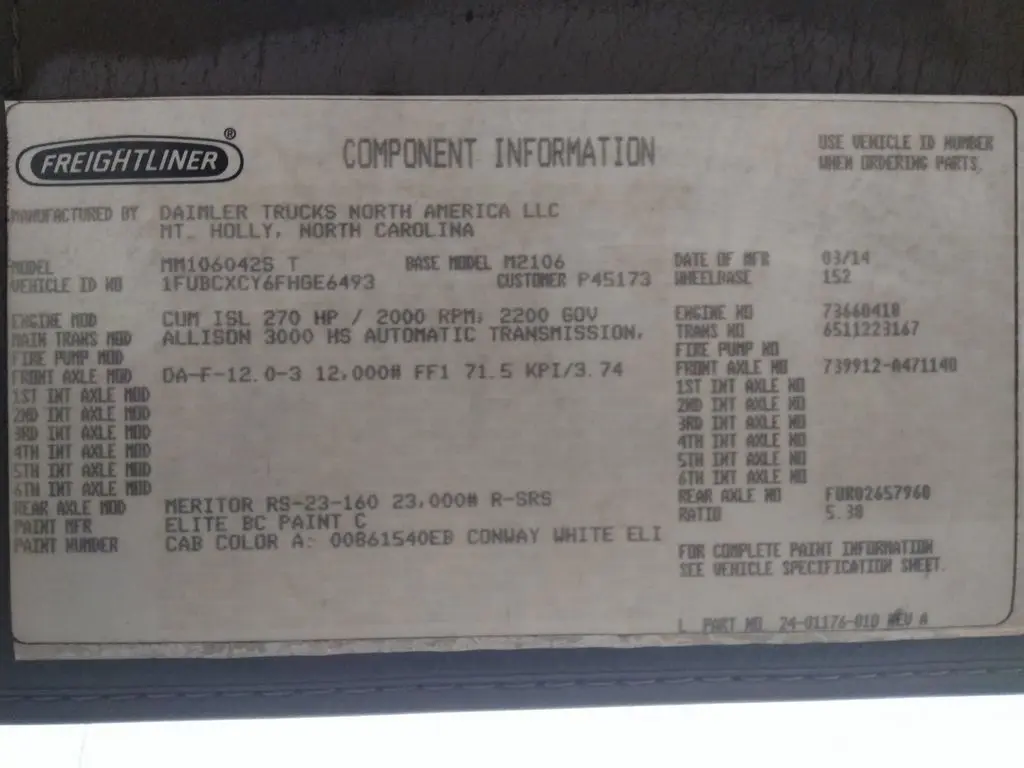 FREIGHTLINER®
COMPONENT INFORMATION
USE VEHICLE ID NUMBER
WHEN ORDERING PARTS.
MANUFACTURED BY DAIMLER TRUCKS NORTH AMERICA LLC
MT. HOLLY, NORTH CAROLINA
MODEL MM106042S T BASE MODEL M2106 DATE OF MFR 03/14
VEHICLE ID NO 1FUBCXCY6FHGE6493 CUSTOMER P45173 WHEELBASE 152
ENGINE MOD CUM ISL 270 HP / 2000 RPM; 2200 GOV ENGINE NO 73660410
MAIN TRANS MOD ALLISON 3000 HS AUTOMATIC TRANSMISSION, TRANS NO 6511223167
FIRE PUMP MOD FIRE PUMP NO
FRONT AXLE MOD DA-F-12.0-3 12,000# FF1 71.5 KPI/3.74 FRONT AXLE NO 739912-A471140
1ST INT AXLE MOD 1ST INT AXLE NO
2ND INT AXLE MOD 2ND INT AXLE NO
3RD INT AXLE MOD 3RD INT AXLE NO
4TH INT AXLE MOD 4TH INT AXLE NO
5TH INT AXLE MOD 5TH INT AXLE NO
6TH INT AXLE MOD 6TH INT AXLE NO
REAR AXLE MOD MERITOR RS-23-160 23,000# R-SRS REAR AXLE NO FUR02657960
PAINT MFR ELITE BC PAINT C RATIO 5.38
PAINT NUMBER CAB COLOR A: 00861540EB CONWAY WHITE ELI
FOR COMPLETE PAINT INFORMATION
SEE VEHICLE SPECIFICATION SHEET.
L PART NO 24-01176-010 REV A